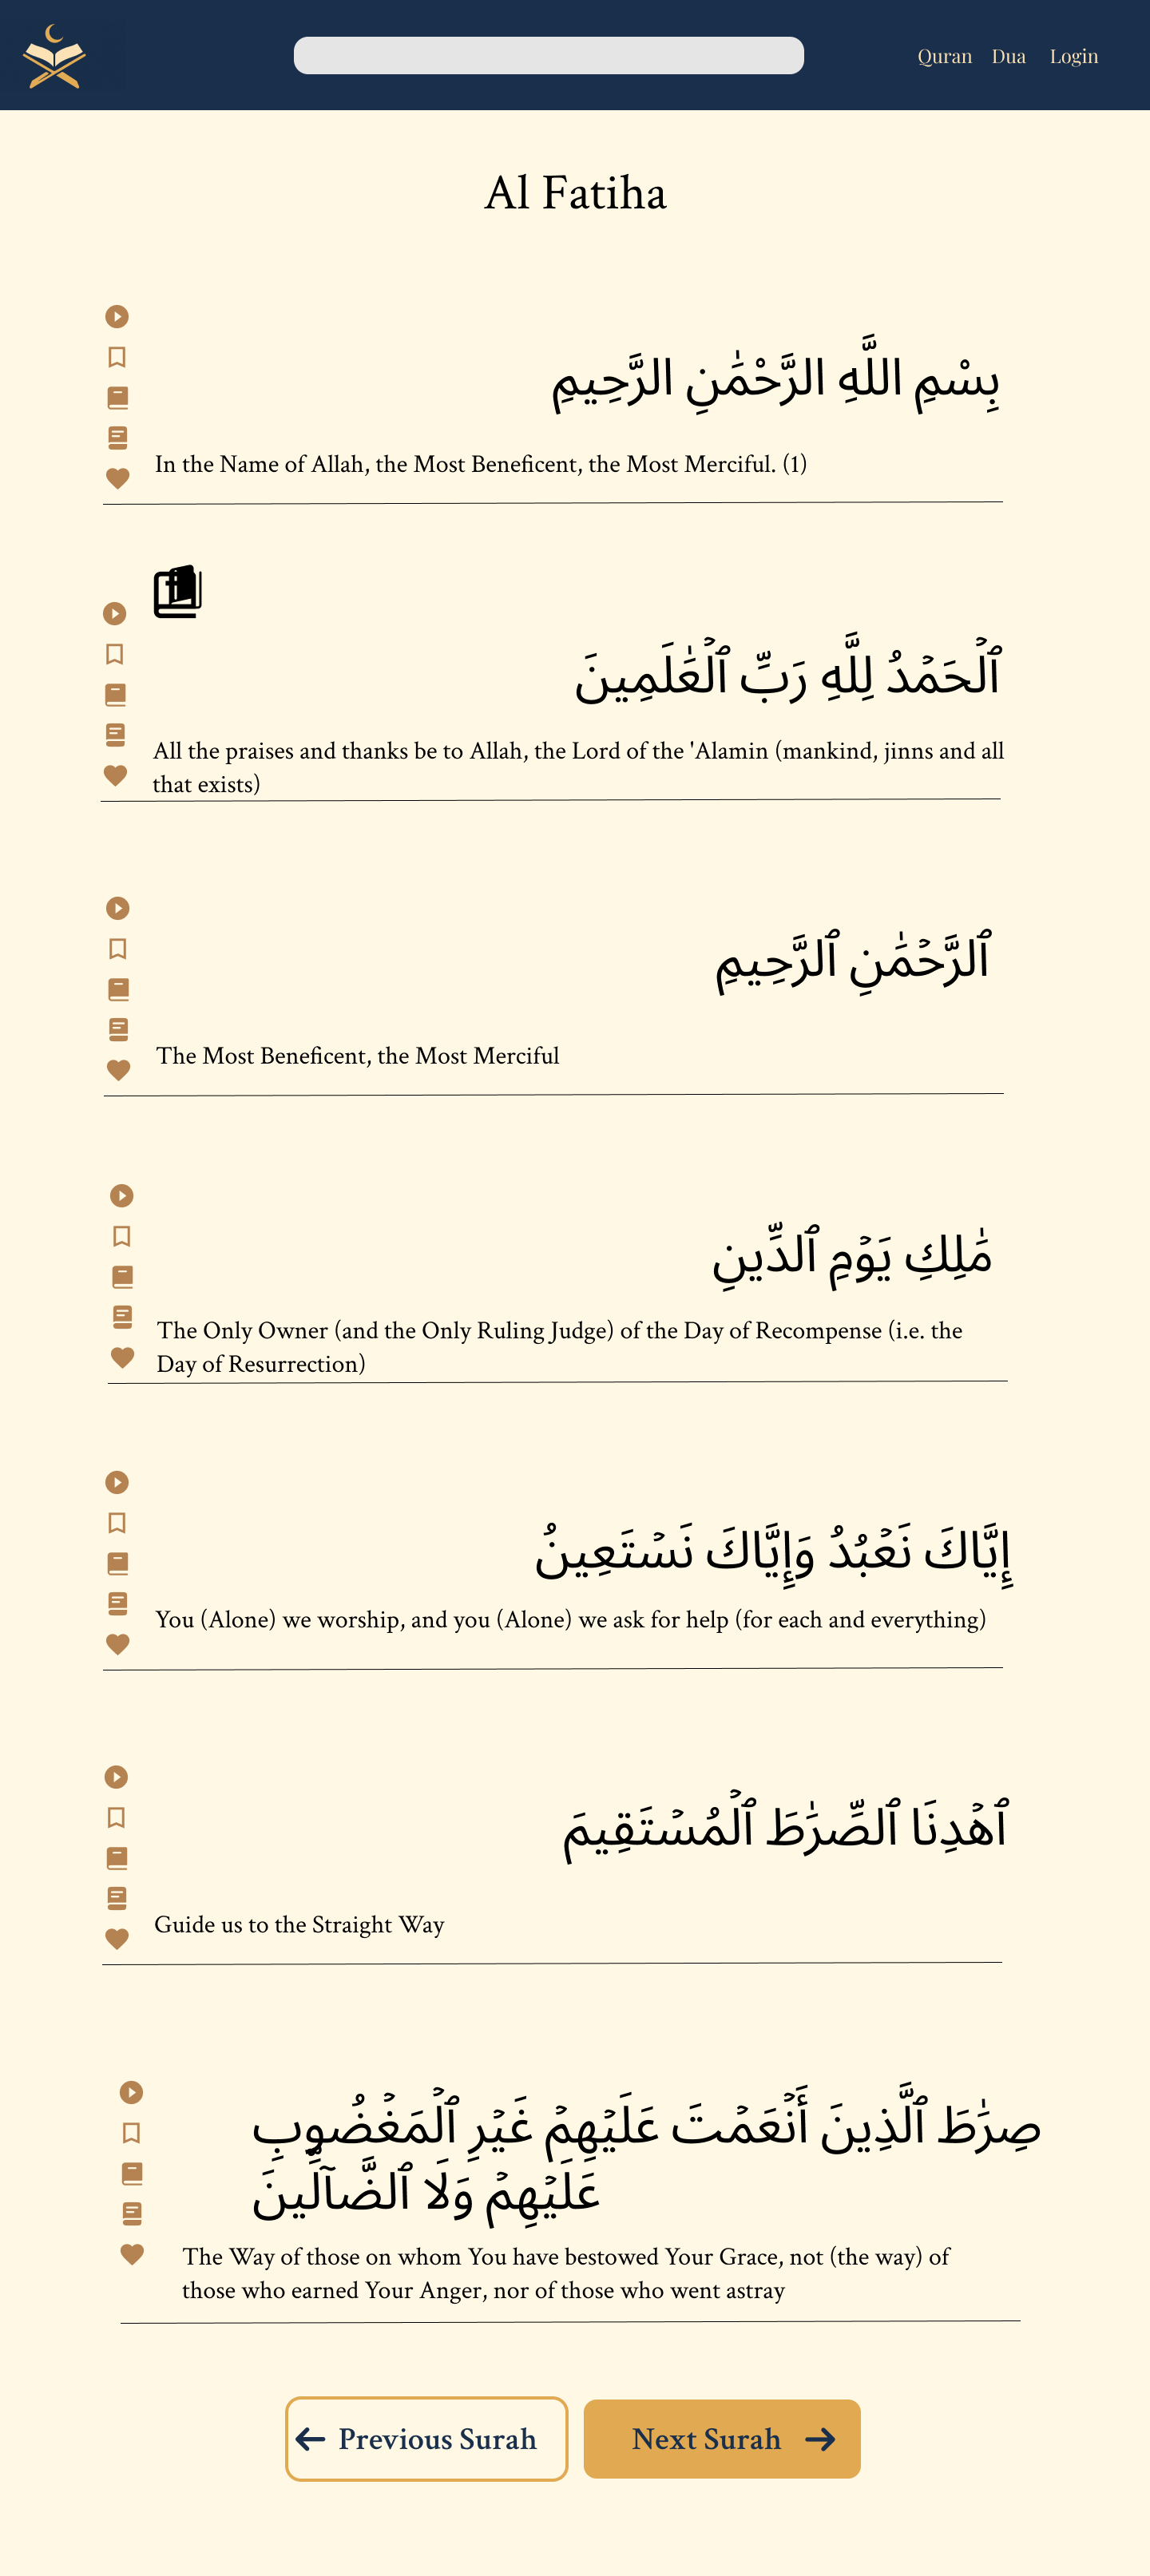 Quran Dua Login
Al Fatiha
بِسْمِ اللَّهِ الرَّحْمَٰنِ الرَّحِيمِ
In the Name of Allah, the Most Beneficent, the Most Merciful. (1)
ٱلْحَمْدُ لِلَّهِ رَبِّ ٱلْعَٰلَمِينَ
All the praises and thanks be to Allah, the Lord of the 'Alamin (mankind, jinns and all
that exists)
ٱلرَّحْمَٰنِ ٱلرَّحِيمِ
The Most Beneficent, the Most Merciful
مَٰلِكِ يَوْمِ ٱلدِّينِ
The Only Owner (and the Only Ruling Judge) of the Day of Recompense (i.e. the
Day of Resurrection)
إِيَّاكَ نَعْبُدُ وَإِيَّاكَ نَسْتَعِينُ
You (Alone) we worship, and you (Alone) we ask for help (for each and everything)
ٱهْدِنَا ٱلصِّرَٰطَ ٱلْمُسْتَقِيمَ
Guide us to the Straight Way
صِرَٰطَ ٱلَّذِينَ أَنْعَمْتَ عَلَيْهِمْ غَيْرِ ٱلْمَغْضُوبِ
عَلَيْهِمْ وَلَا ٱلضَّآلِّينَ
The Way of those on whom You have bestowed Your Grace, not (the way) of
those who earned Your Anger, nor of those who went astray
Previous Surah
Next Surah